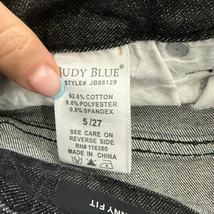 JUDY BLUE®
STYLE# JB88129
92.6% COTTON
6.6% POLYESTER
0.8% SPANDEX
5 / 27
SEE CARE ON
REVERSE SIDE
RN# 116380
MADE IN CHINA
NY FIT